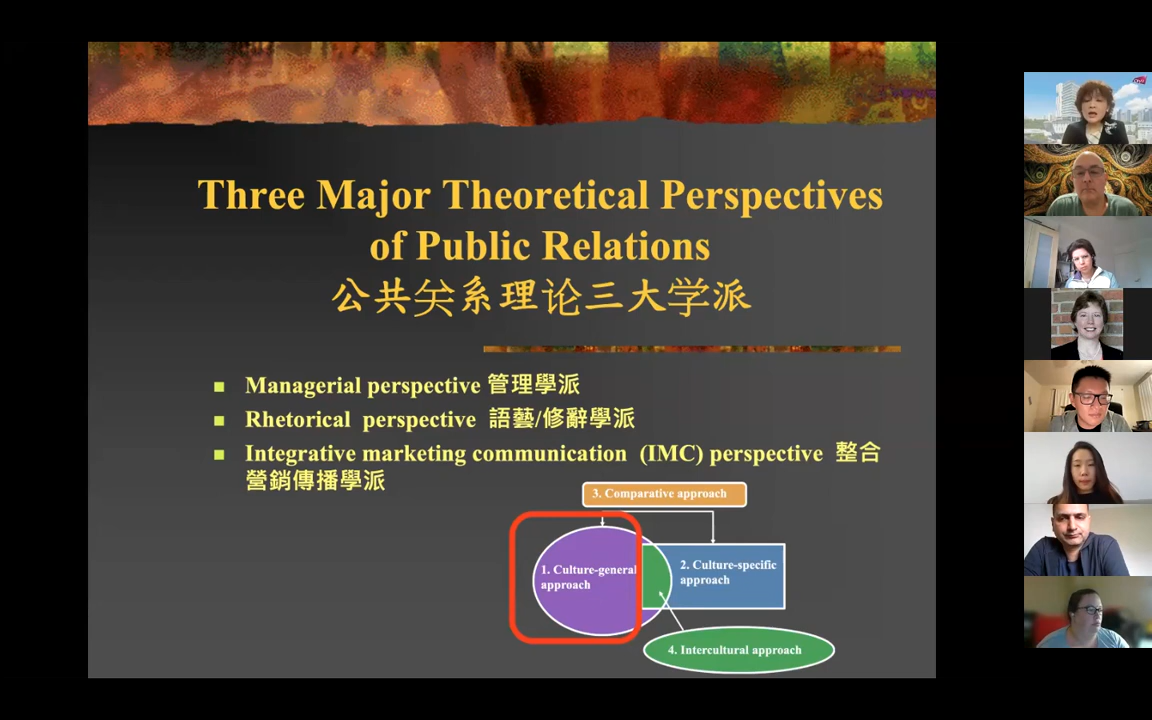 Three Major Theoretical Perspectives
of Public Relations
公共关系理论三大学派
Managerial perspective 管理學派
Rhetorical perspective 語藝/修辭學派
Integrative marketing communication (IMC) perspective 整合
營銷傳播學派
3. Comparative approach
1. Culture-general
approach
2. Culture-specific
approach
4. Intercultural approach